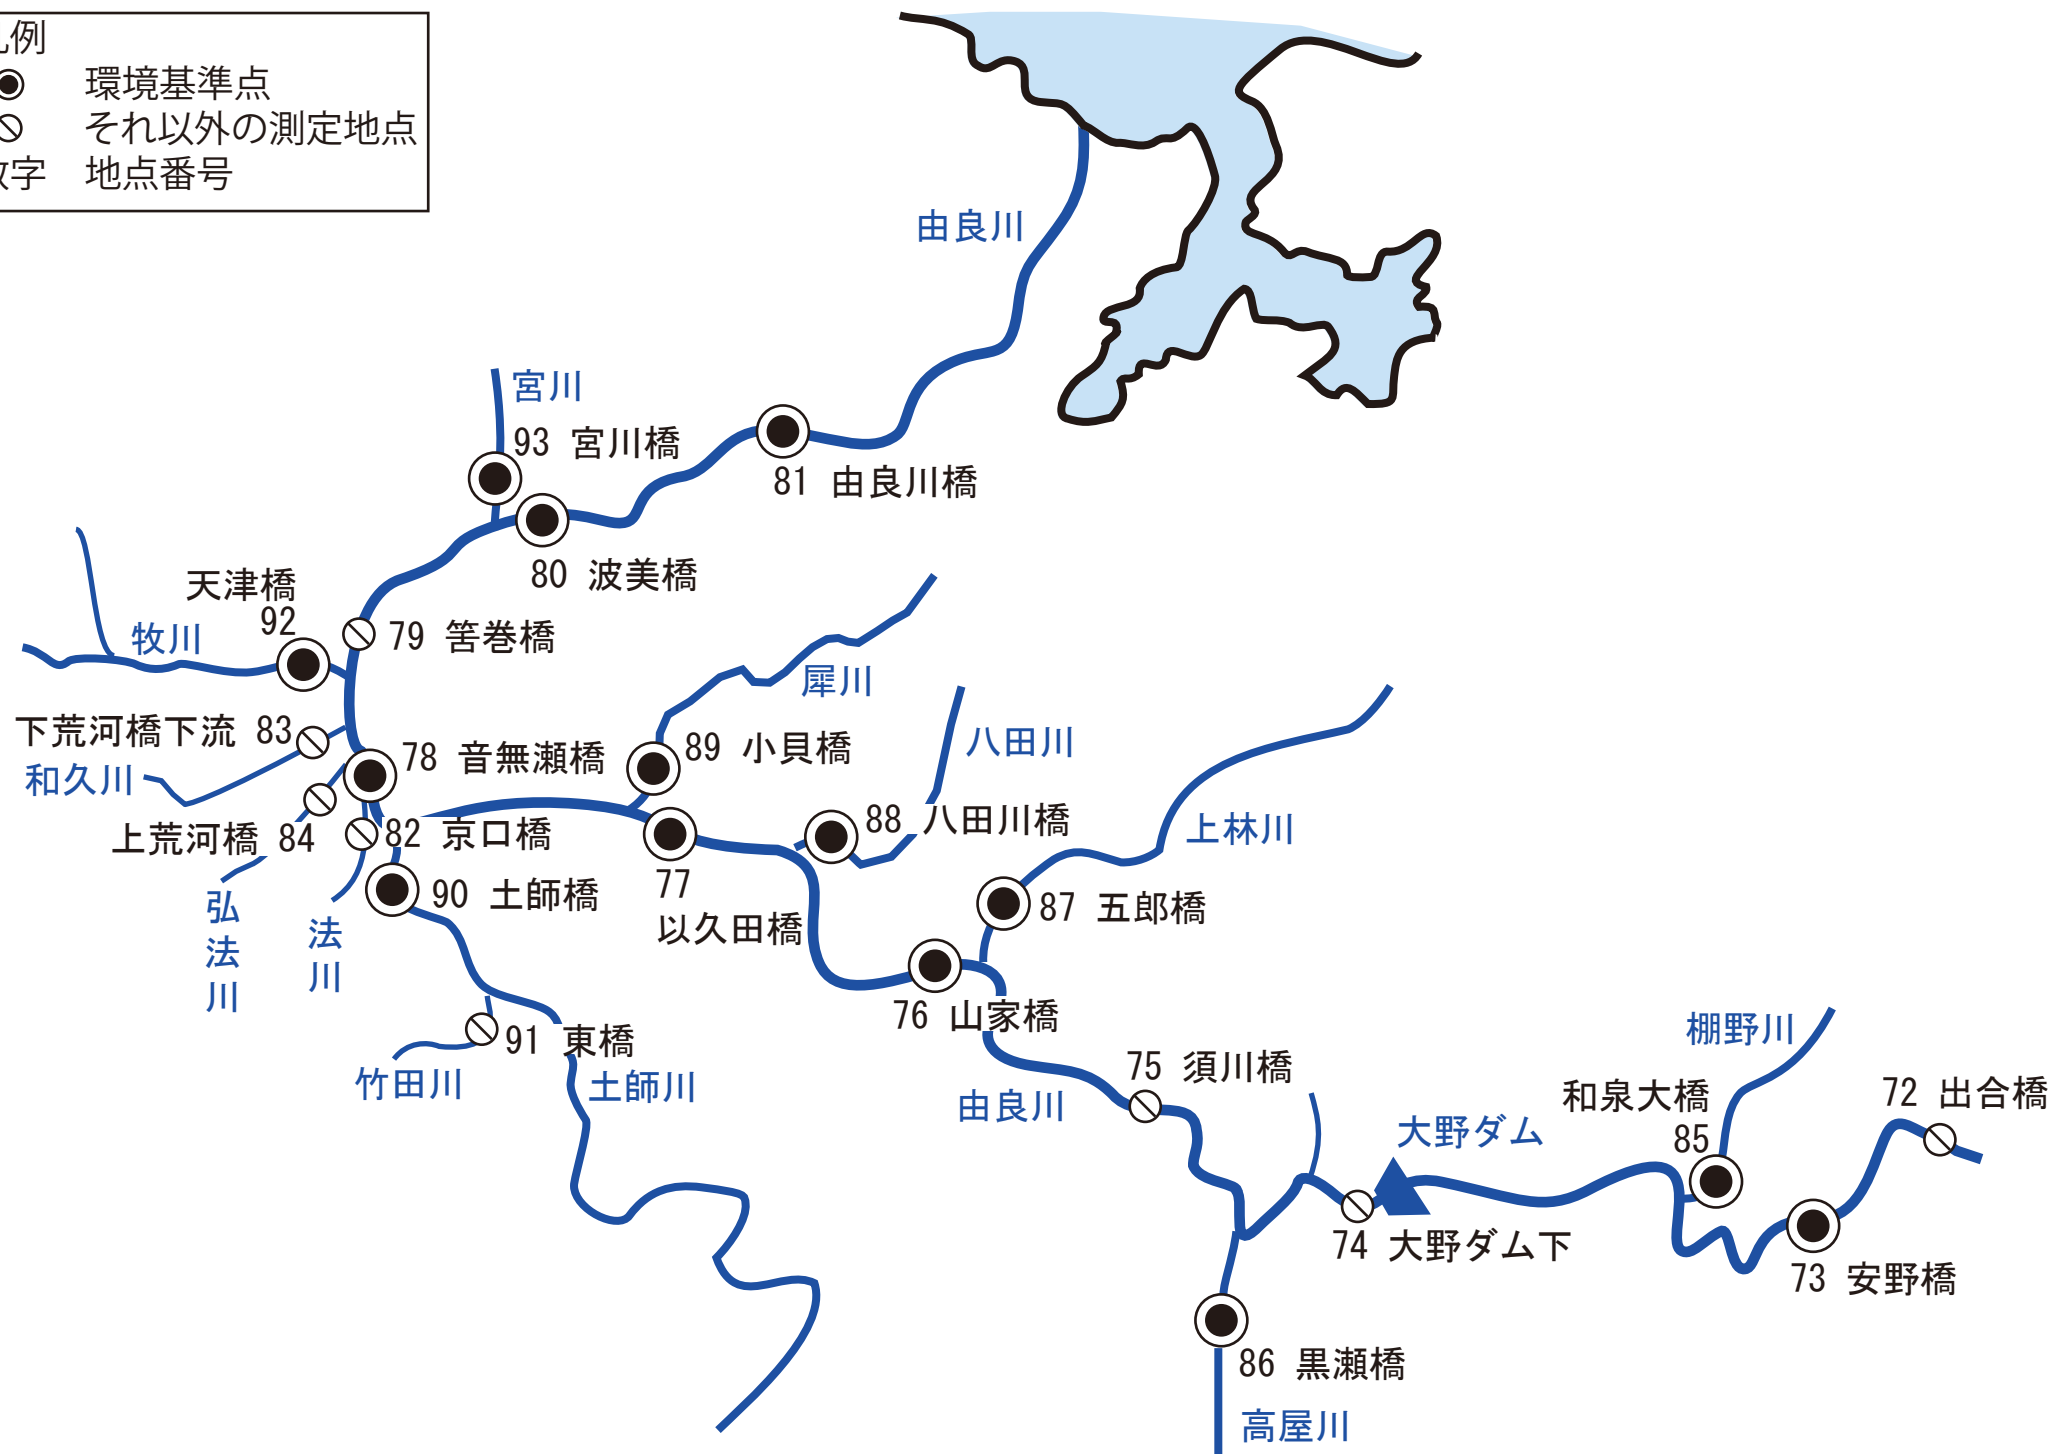 凡例
環境基準点
それ以外の測定地点
数字 地点番号
由良川
宮川
93 宮川橋
81 由良川橋
80 波美橋
天津橋
92
牧川
79 筈巻橋
犀川
下荒河橋下流 83
和久川
78 音無瀬橋
89 小貝橋
八田川
上荒河橋 84
82 京口橋
88 八田川橋
上林川
90 土師橋
77
以久田橋
87 五郎橋
弘法川
法川
76 山家橋
91 東橋
竹田川
土師川
由良川
75 須川橋
棚野川
和泉大橋
85
72 出合橋
大野ダム
74 大野ダム下
73 安野橋
86 黒瀬橋
高屋川